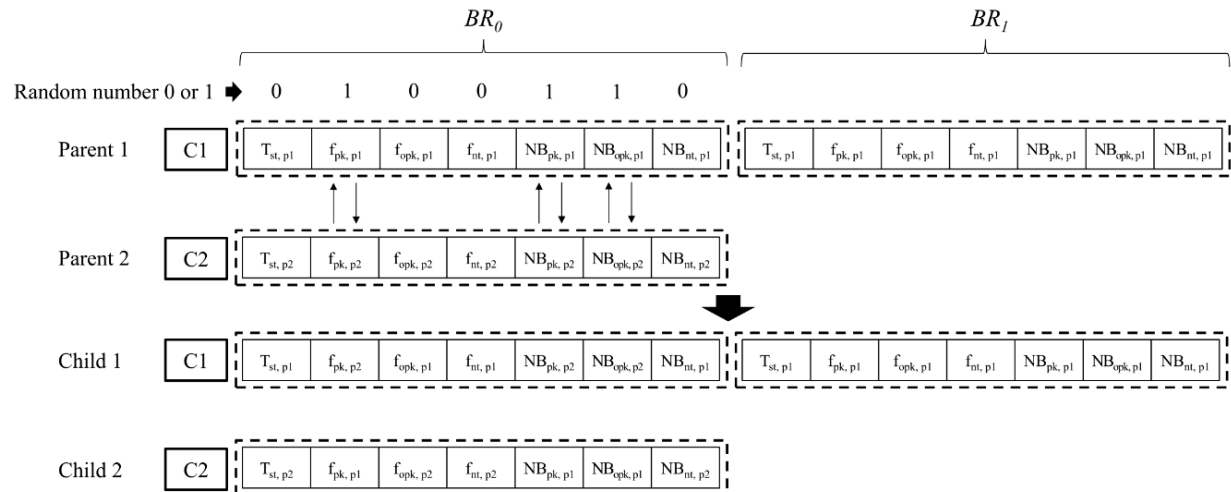 BR0 BR1
Random number 0 or 1 0 1 0 0 1 1 0
Parent 1 C1 Tst, p1 fpk, p1 fopk, p1 fnt, p1 NBpk, p1 NBopk, p1 NBnt, p1 Tst, p1 fpk, p1 fopk, p1 fnt, p1 NBpk, p1 NBopk, p1 NBnt, p1
Parent 2 C2 Tst, p2 fpk, p2 fopk, p2 fnt, p2 NBpk, p2 NBopk, p2 NBnt, p2
Child 1 C1 Tst, p1 fpk, p2 fopk, p1 fnt, p1 NBpk, p2 NBopk, p2 NBnt, p1 Tst, p1 fpk, p1 fopk, p1 fnt, p1 NBpk, p1 NBopk, p1 NBnt, p1
Child 2 C2 Tst, p2 fpk, p1 fopk, p2 fnt, p2 NBpk, p1 NBopk, p1 NBnt, p2